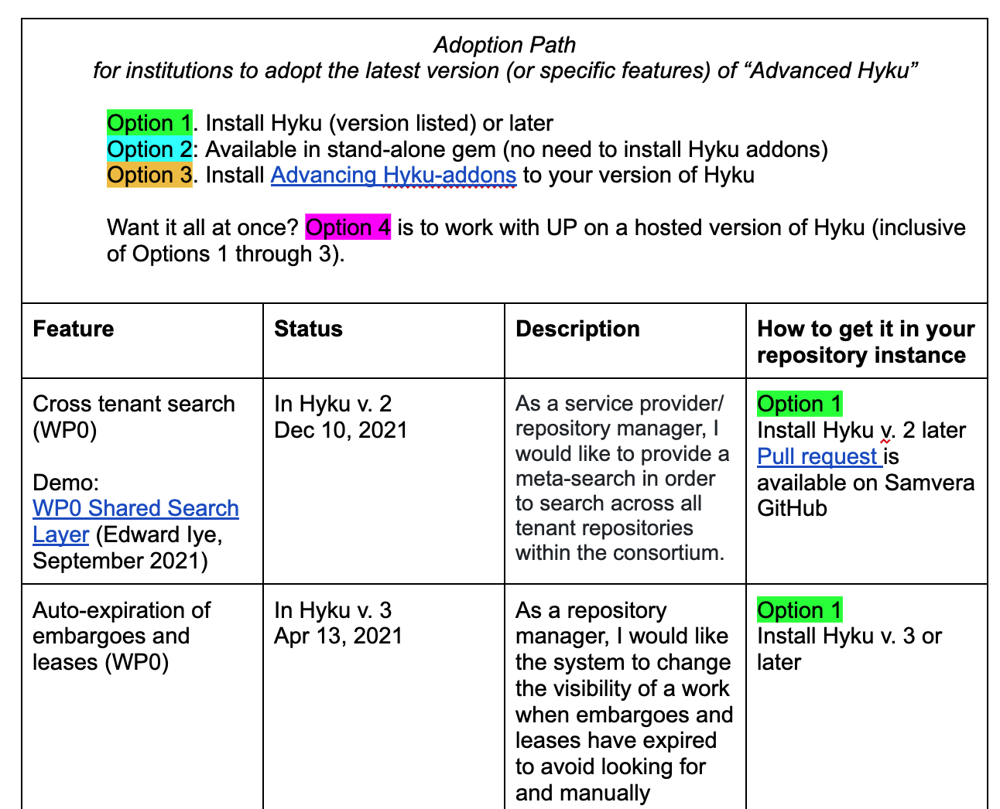 Adoption Path
for institutions to adopt the latest version (or specific features) of “Advanced Hyku”
Option 1. Install Hyku (version listed) or later
Option 2: Available in stand-alone gem (no need to install Hyku addons)
Option 3. Install Advancing Hyku-addons to your version of Hyku
Want it all at once? Option 4 is to work with UP on a hosted version of Hyku (inclusive
of Options 1 through 3).
Feature
Status
Description
How to get it in your
repository instance
Cross tenant search
(WP0)
Demo:
WP0 Shared Search
Layer (Edward Iye,
September 2021)
In Hyku v. 2
Dec 10, 2021
As a service provider/
repository manager, I
would like to provide a
meta-search in order
to search across all
tenant repositories
within the consortium.
Option 1
Install Hyku v. 2 later
Pull request is
available on Samvera
GitHub
Auto-expiration of
embargoes and
leases (WP0)
In Hyku v. 3
Apr 13, 2021
As a repository
manager, I would like
the system to change
the visibility of a work
when embargoes and
leases have expired
to avoid looking for
and manually
Option 1
Install Hyku v. 3 or
later